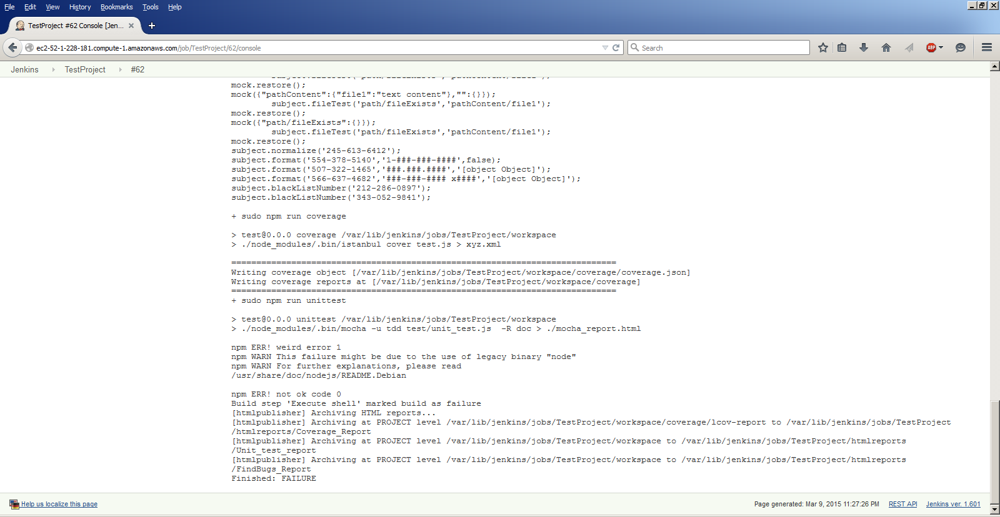 File Edit View History Bookmarks Tools Help
TestProject #62 Console [Jen...
ec2-52-1-228-181.compute-1.amazonaws.com/job/TestProject/62/console
Search
ABP
Jenkins TestProject #62
mock.restore();
mock({"pathContent":{"file1":"text content"},"":{}});
subject.fileTest('path/fileExists','pathContent/file1');
mock.restore();
mock({"path/fileExists":{}});
subject.fileTest('path/fileExists','pathContent/file1');
mock.restore();
subject.normalize('245-613-6412');
subject.format('554-378-5140','1-###-###-####',false);
subject.format('507-322-1465','###.###.####','[object Object]');
subject.format('566-637-4682','###-###-#### x####','[object Object]');
subject.blackListNumber('212-286-0897');
subject.blackListNumber('343-052-9841');
+ sudo npm run coverage
> test@0.0.0 coverage /var/lib/jenkins/jobs/TestProject/workspace
> ./node_modules/.bin/istanbul cover test.js > xyz.xml
=============================================================================
Writing coverage object [/var/lib/jenkins/jobs/TestProject/workspace/coverage/coverage.json]
Writing coverage reports at [/var/lib/jenkins/jobs/TestProject/workspace/coverage]
=============================================================================
+ sudo npm run unittest
> test@0.0.0 unittest /var/lib/jenkins/jobs/TestProject/workspace
> ./node_modules/.bin/mocha -u tdd test/unit_test.js  -R doc > ./mocha_report.html
npm ERR! weird error 1
npm WARN This failure might be due to the use of legacy binary "node"
npm WARN For further explanations, please read
/usr/share/doc/nodejs/README.Debian
npm ERR! not ok code 0
Build step 'Execute shell' marked build as failure
[htmlpublisher] Archiving HTML reports...
[htmlpublisher] Archiving at PROJECT level /var/lib/jenkins/jobs/TestProject/workspace/coverage/lcov-report to /var/lib/jenkins/jobs/TestProject
/htmlreports/Coverage_Report
[htmlpublisher] Archiving at PROJECT level /var/lib/jenkins/jobs/TestProject/workspace to /var/lib/jenkins/jobs/TestProject/htmlreports
/Unit_test_report
[htmlpublisher] Archiving at PROJECT level /var/lib/jenkins/jobs/TestProject/workspace to /var/lib/jenkins/jobs/TestProject/htmlreports
/FindBugs_Report
Finished: FAILURE
Help us localize this page
Page generated: Mar 9, 2015 11:27:26 PM REST API Jenkins ver. 1.601